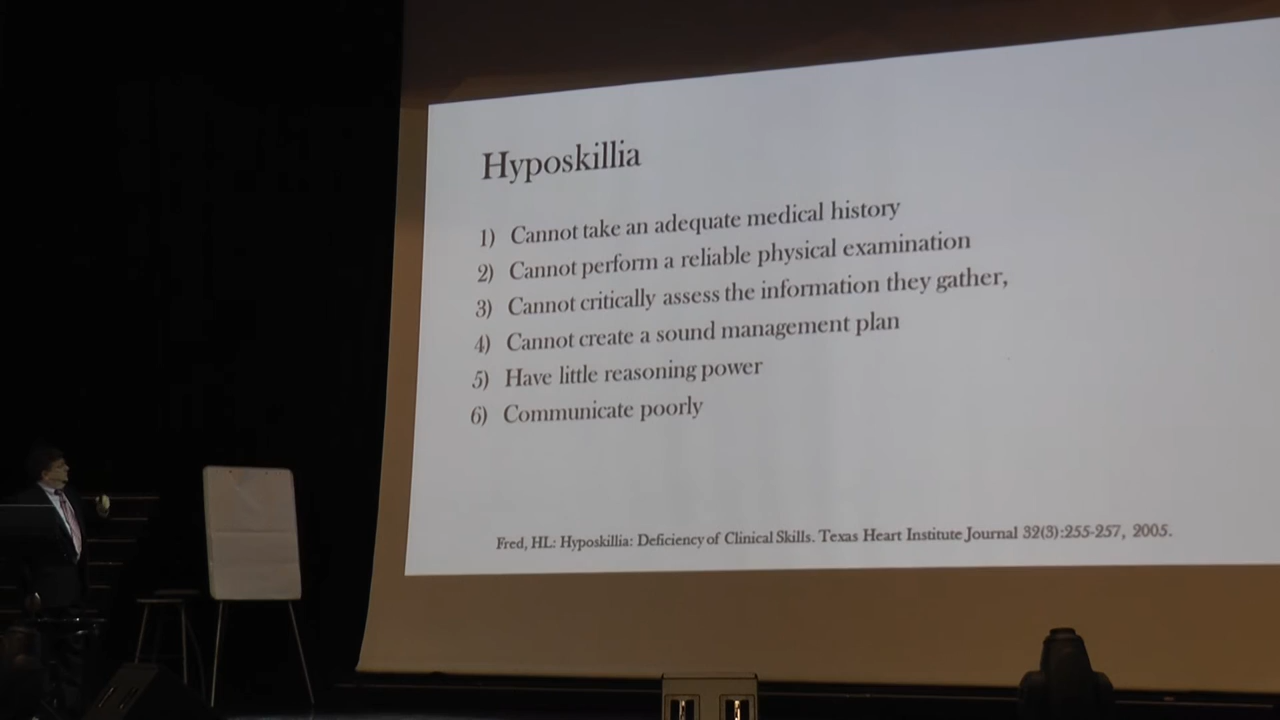 Hyposkillia
1) Cannot take an adequate medical history
2) Cannot perform a reliable physical examination
3) Cannot critically assess the information they gather,
4) Cannot create a sound management plan
5) Have little reasoning power
6) Communicate poorly
Fred, HL: Hyposkillia: Deficiency of Clinical Skills. Texas Heart Institute Journal 32(3):255-257, 2005.